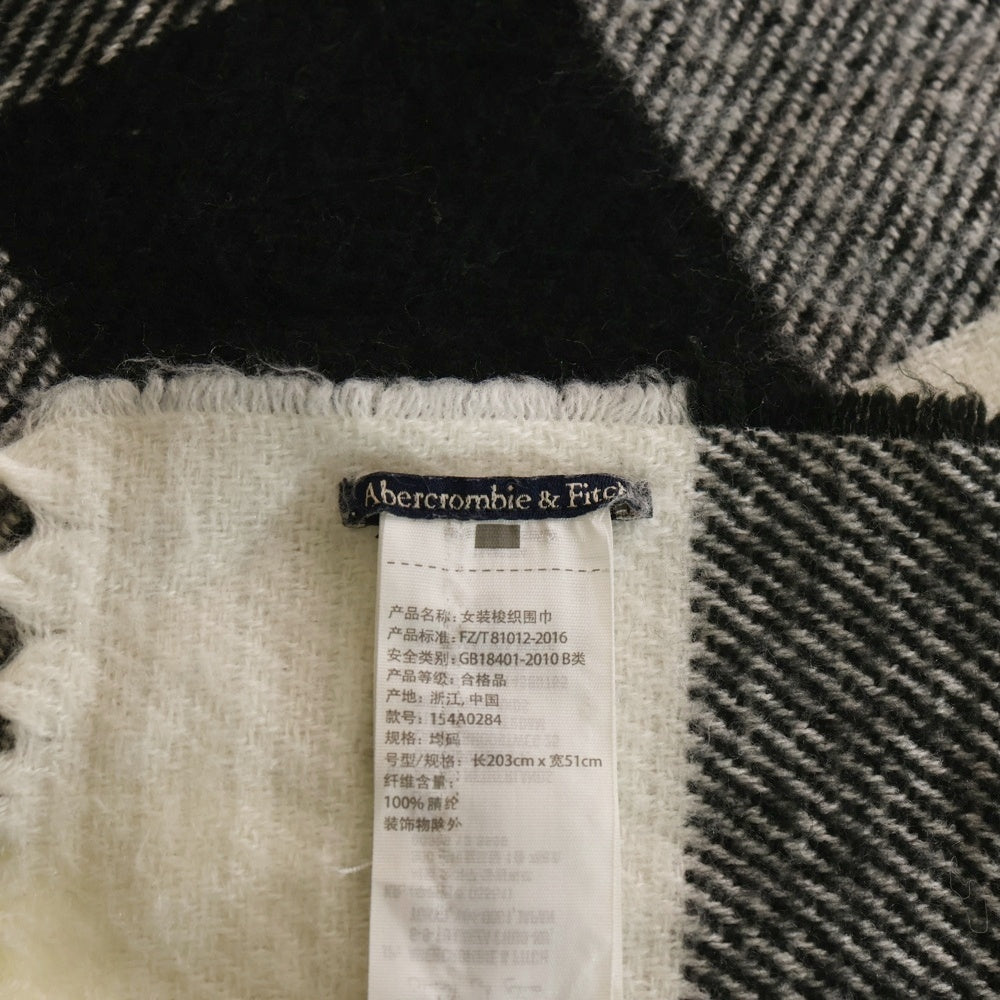 Abercrombie & Fitch
产品名称: 女装梭织围巾
产品标准: FZ/T 81012-2016
安全类别: GB18401-2010 B类
产品等级: 合格品
产地: 浙江, 中国
款号: 154A0284
规格: 均码
号型/规格: 长203cm x 宽51cm
纤维含量:
100% 腈纶
装饰物除外